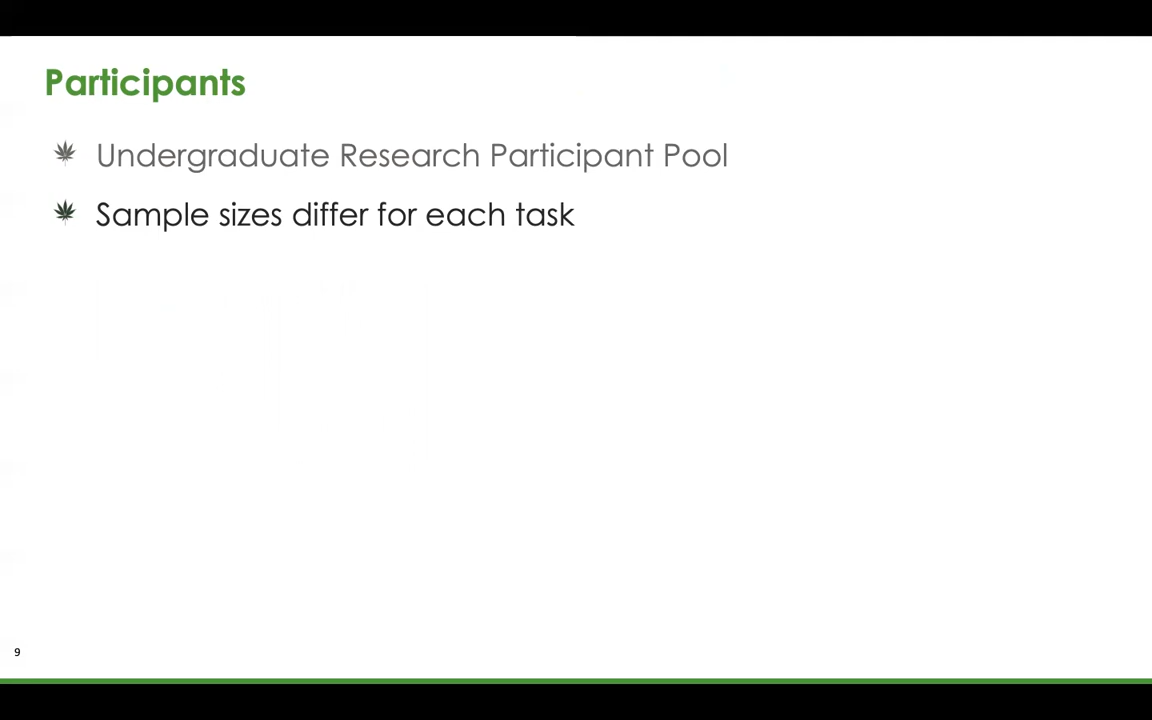 Participants
Undergraduate Research Participant Pool
Sample sizes differ for each task
9